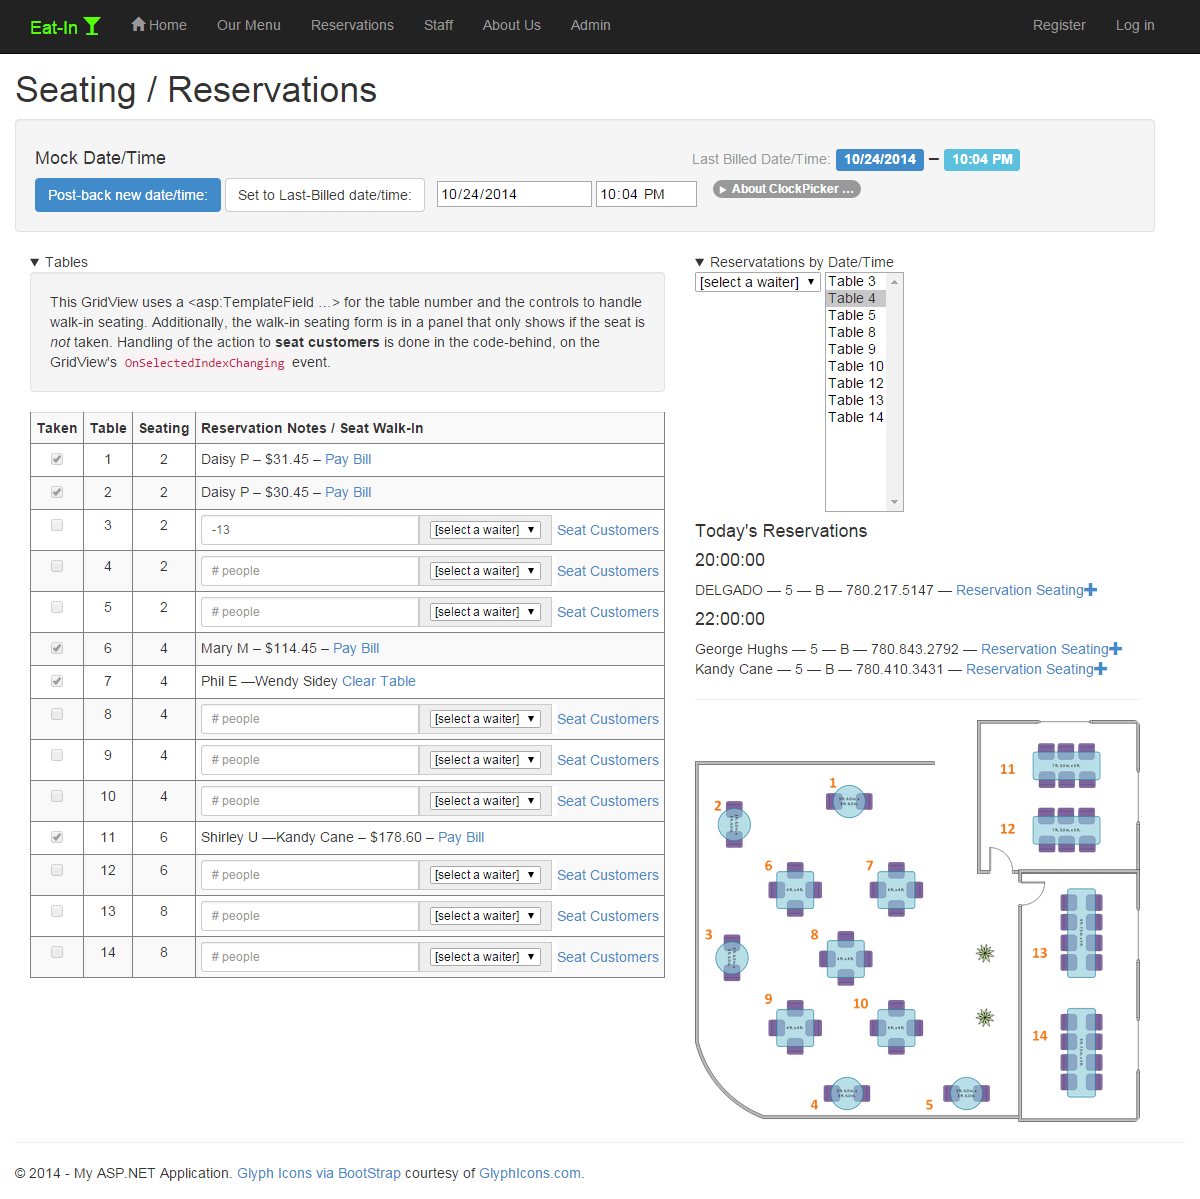 Eat-In Home Our Menu Reservations Staff About Us Admin Register Log in
Seating / Reservations
Mock Date/Time
Last Billed Date/Time: 10/24/2014 – 10:04 PM
Post-back new date/time: Set to Last-Billed date/time: 10/24/2014 10:04 PM ▶ About ClockPicker ...
▼ Tables
This GridView uses a <asp:TemplateField ...> for the table number and the controls to handle
walk-in seating. Additionally, the walk-in seating form is in a panel that only shows if the seat is
not taken. Handling of the action to seat customers is done in the code-behind, on the
GridView's OnSelectedIndexChanging event.
Taken Table Seating Reservation Notes / Seat Walk-In
1 2 Daisy P – $31.45 – Pay Bill
2 2 Daisy P – $30.45 – Pay Bill
3 2 -13 [select a waiter] ▼ Seat Customers
4 2 # people [select a waiter] ▼ Seat Customers
5 2 # people [select a waiter] ▼ Seat Customers
6 4 Mary M – $114.45 – Pay Bill
7 4 Phil E —Wendy Sidey Clear Table
8 4 # people [select a waiter] ▼ Seat Customers
9 4 # people [select a waiter] ▼ Seat Customers
10 4 # people [select a waiter] ▼ Seat Customers
11 6 Shirley U —Kandy Cane – $178.60 – Pay Bill
12 6 # people [select a waiter] ▼ Seat Customers
13 8 # people [select a waiter] ▼ Seat Customers
14 8 # people [select a waiter] ▼ Seat Customers
▼ Reservatations by Date/Time
[select a waiter] ▼
Table 3
Table 4
Table 5
Table 8
Table 9
Table 10
Table 12
Table 13
Table 14
Today's Reservations
20:00:00
DELGADO — 5 — B — 780.217.5147 — Reservation Seating
22:00:00
George Hughs — 5 — B — 780.843.2792 — Reservation Seating
Kandy Cane — 5 — B — 780.410.3431 — Reservation Seating
11
1
2
12
6
7
3
8
13
9
10
14
4
5
© 2014 - My ASP.NET Application. Glyph Icons via BootStrap courtesy of GlyphIcons.com.